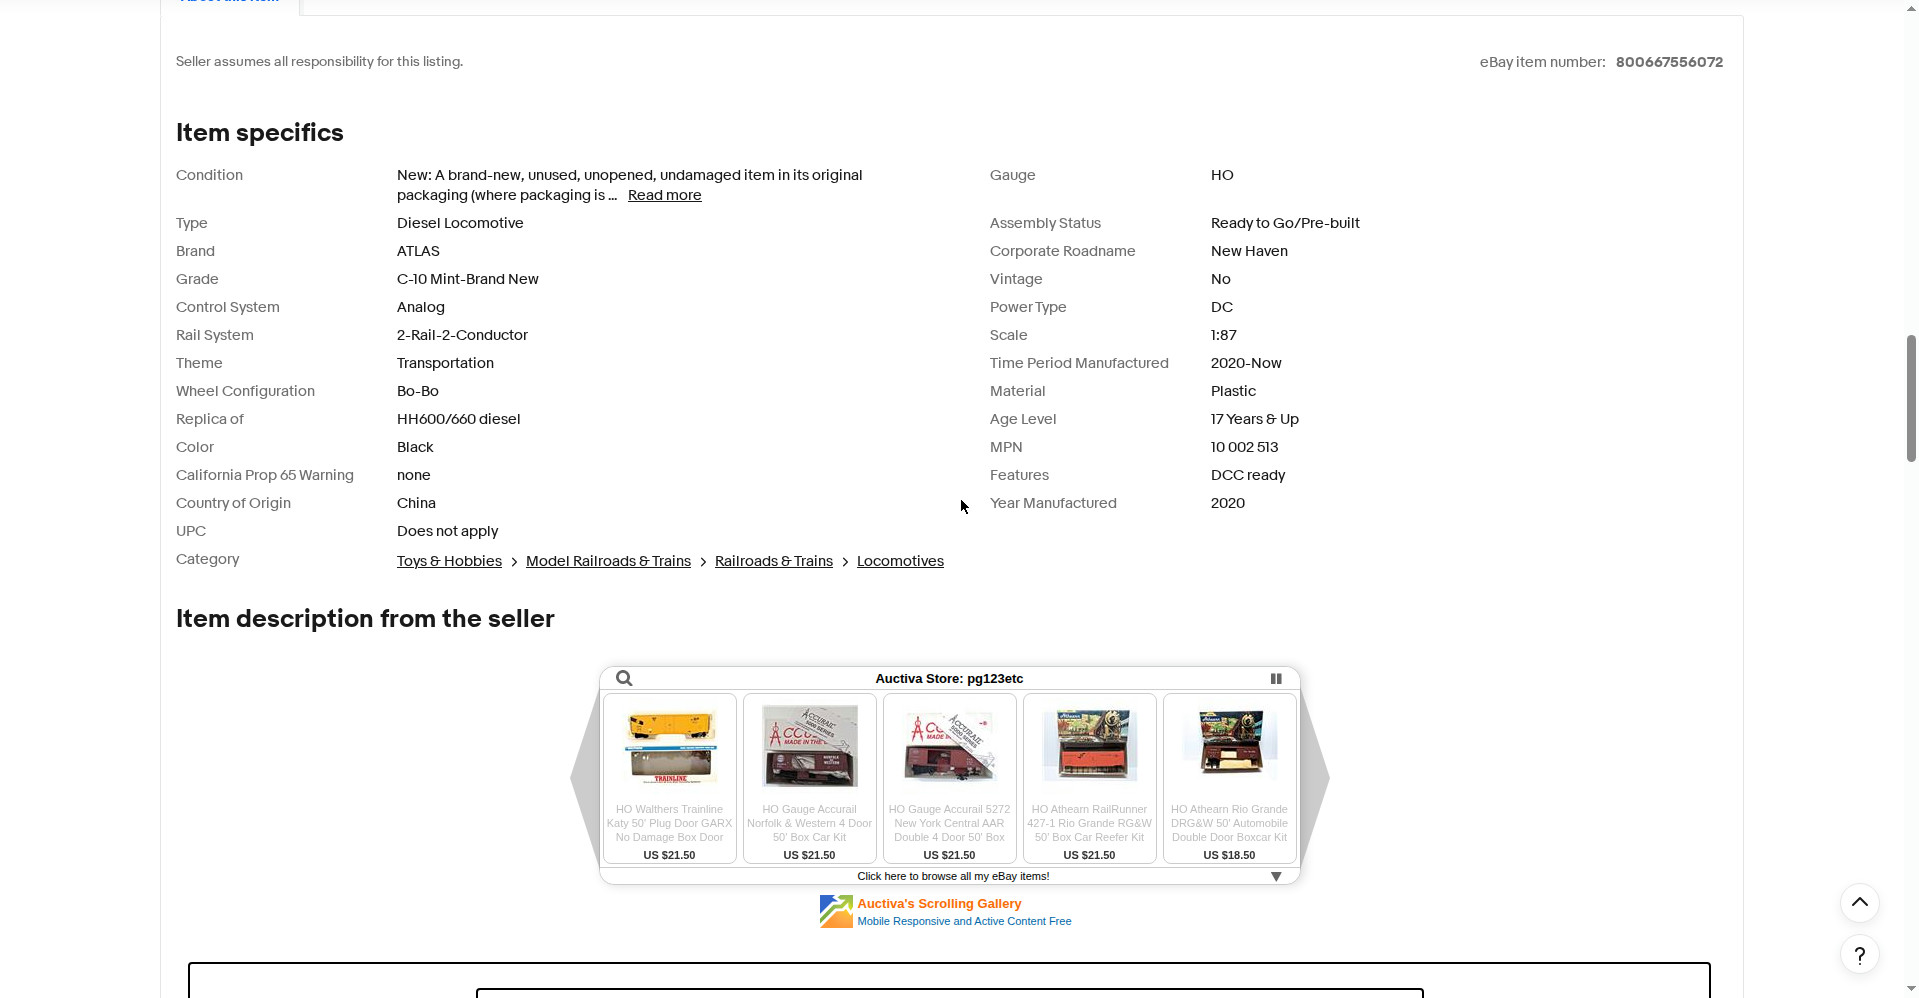 Seller assumes all responsibility for this listing.
eBay item number: 800667556072
Item specifics
Condition
New: A brand-new, unused, unopened, undamaged item in its original
packaging (where packaging is ... Read more
Gauge
HO
Type
Diesel Locomotive
Assembly Status
Ready to Go/Pre-built
Brand
ATLAS
Corporate Roadname
New Haven
Grade
C-10 Mint-Brand New
Vintage
No
Control System
Analog
Power Type
DC
Rail System
2-Rail-2-Conductor
Scale
1:87
Theme
Transportation
Time Period Manufactured
2020-Now
Wheel Configuration
Bo-Bo
Material
Plastic
Replica of
HH600/660 diesel
Age Level
17 Years & Up
Color
Black
MPN
10 002 513
California Prop 65 Warning
none
Features
DCC ready
Country of Origin
China
Year Manufactured
2020
UPC
Does not apply
Category
Toys & Hobbies > Model Railroads & Trains > Railroads & Trains > Locomotives
Item description from the seller
Auctiva Store: pg123etc
HO Walthers Trainline
Katy 50' Plug Door GARX
No Damage Box Door
US $21.50
HO Gauge Accurail
Norfolk & Western 4 Door
50' Box Car Kit
US $21.50
HO Gauge Accurail 5272
New York Central AAR
Double 4 Door 50' Box
US $21.50
HO Athearn RailRunner
427-1 Rio Grande RG&W
50' Box Car Reefer Kit
US $21.50
HO Athearn Rio Grande
DRG&W 50' Automobile
Double Door Boxcar Kit
US $18.50
Click here to browse all my eBay items!
Auctiva's Scrolling Gallery
Mobile Responsive and Active Content Free